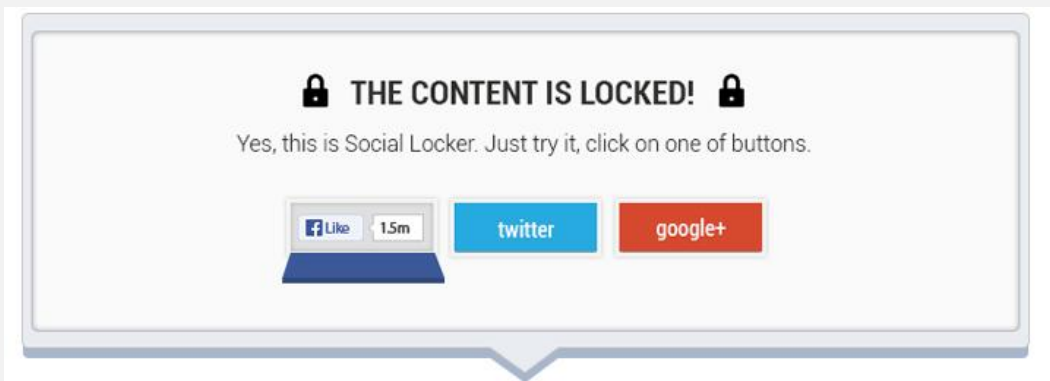 THE CONTENT IS LOCKED!
Yes, this is Social Locker. Just try it, click on one of buttons.
f Like 1.5m twitter google+